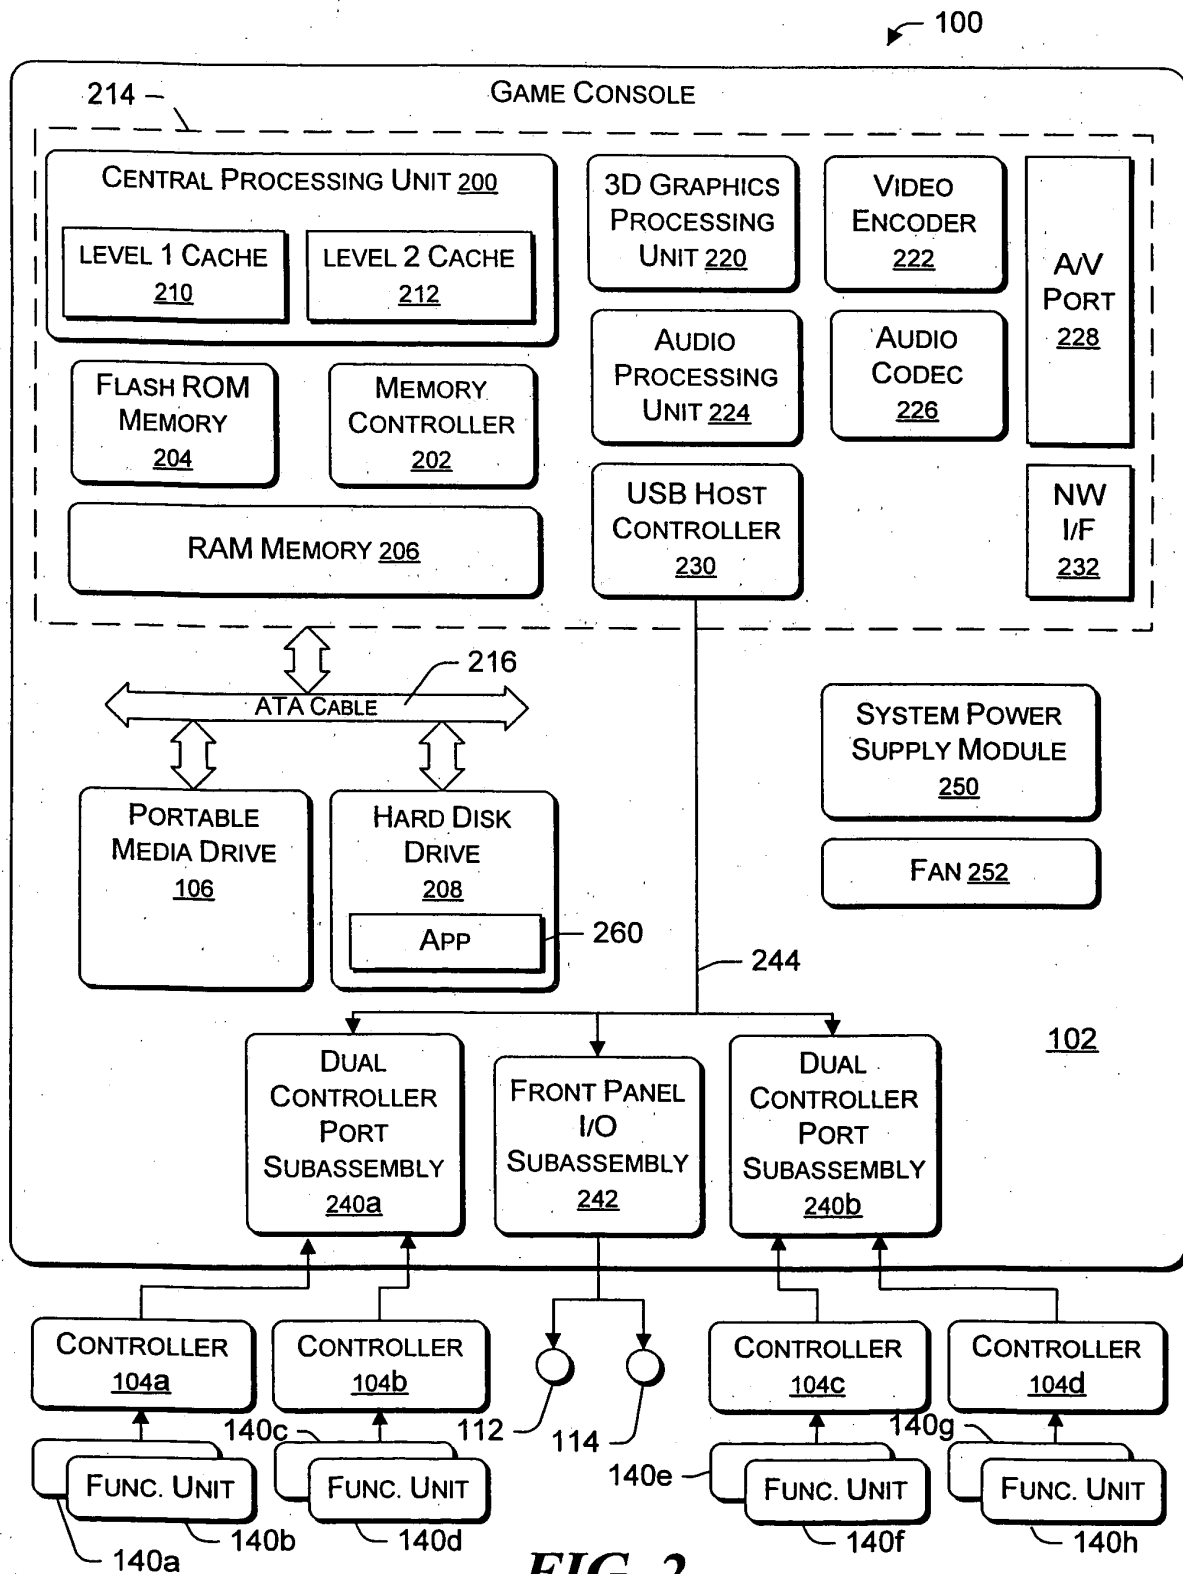 100
GAME CONSOLE
214
CENTRAL PROCESSING UNIT 200
LEVEL 1 CACHE
210
LEVEL 2 CACHE
212
3D GRAPHICS
PROCESSING
UNIT 220
VIDEO
ENCODER
222
A/V
PORT
228
FLASH ROM
MEMORY
204
MEMORY
CONTROLLER
202
AUDIO
PROCESSING
UNIT 224
AUDIO
CODEC
226
RAM MEMORY 206
USB HOST
CONTROLLER
230
NW
I/F
232
216
ATA CABLE
SYSTEM POWER
SUPPLY MODULE
250
PORTABLE
MEDIA DRIVE
106
HARD DISK
DRIVE
208
APP
260
FAN 252
244
102
DUAL
CONTROLLER
PORT
SUBASSEMBLY
240a
FRONT PANEL
I/O
SUBASSEMBLY
242
DUAL
CONTROLLER
PORT
SUBASSEMBLY
240b
CONTROLLER
104a
CONTROLLER
104b
CONTROLLER
104c
CONTROLLER
104d
112
114
140c
140g
140e
FUNC. UNIT
FUNC. UNIT
FUNC. UNIT
FUNC. UNIT
140a
140b
140d
140f
140h
FIG. 2